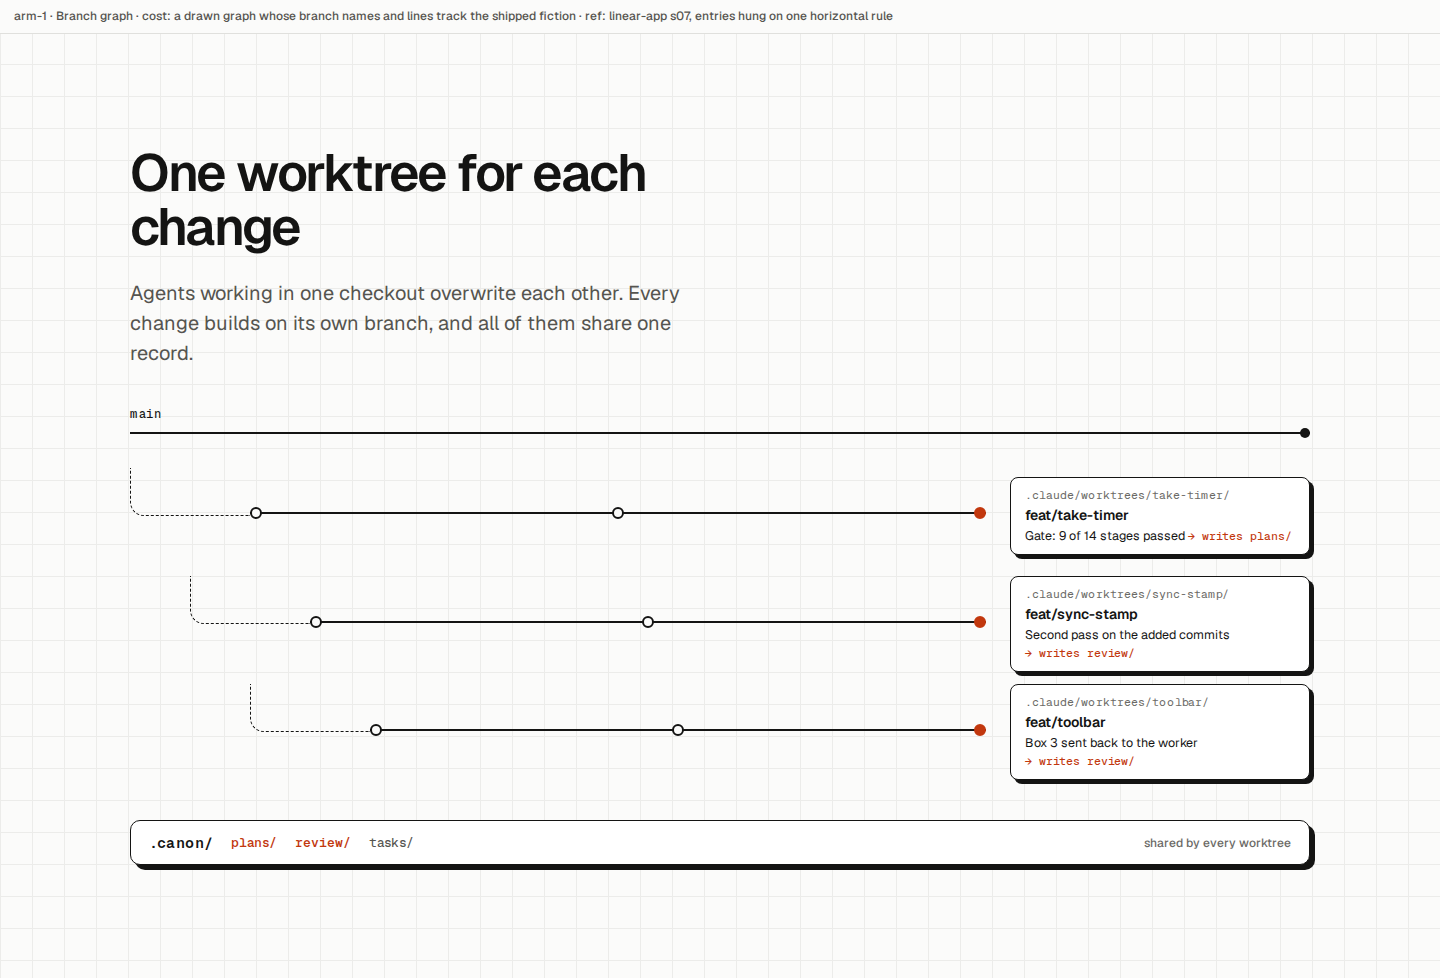 arm-1 · Branch graph · cost: a drawn graph whose branch names and lines track the shipped fiction · ref: linear-app s07, entries hung on one horizontal rule
One worktree for each
change
Agents working in one checkout overwrite each other. Every
change builds on its own branch, and all of them share one
record.
main
.claude/worktrees/take-timer/
feat/take-timer
Gate: 9 of 14 stages passed → writes plans/
.claude/worktrees/sync-stamp/
feat/sync-stamp
Second pass on the added commits
→ writes review/
.claude/worktrees/toolbar/
feat/toolbar
Box 3 sent back to the worker
→ writes review/
.canon/ plans/ review/ tasks/ shared by every worktree